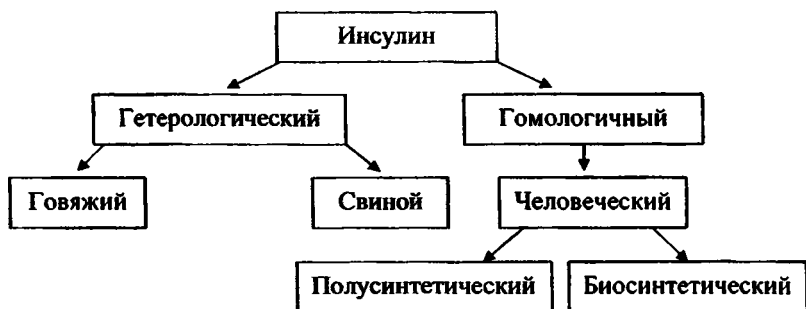 Инсулин
Гетерологический
Гомологичный
Говяжий
Свиной
Человеческий
Полусинтетический
Биосинтетический